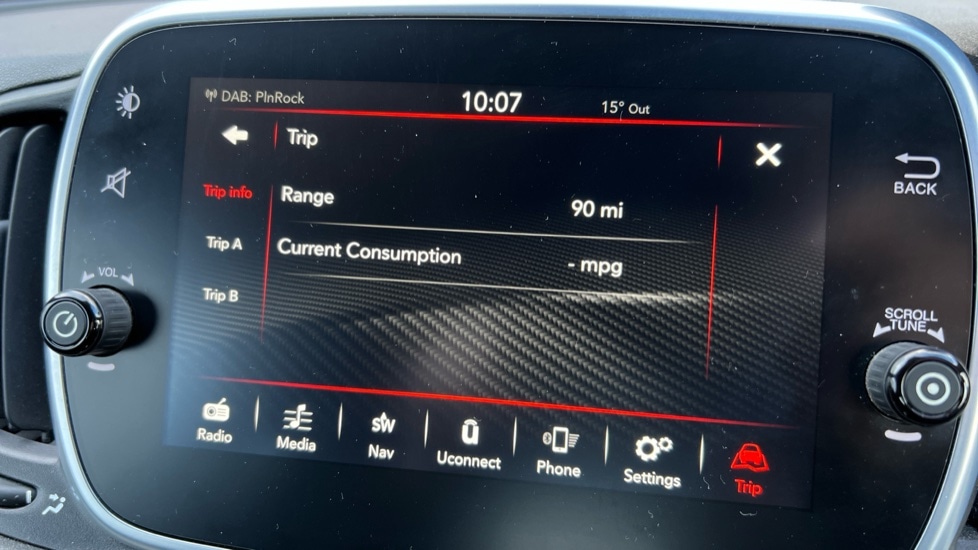 DAB: PlnRock 10:07 15° Out
Trip
Trip info
Range 90 mi
Trip A
Current Consumption - mpg
Trip B
Radio Media Nav Uconnect Phone Settings Trip
VOL
BACK
SCROLL
TUNE